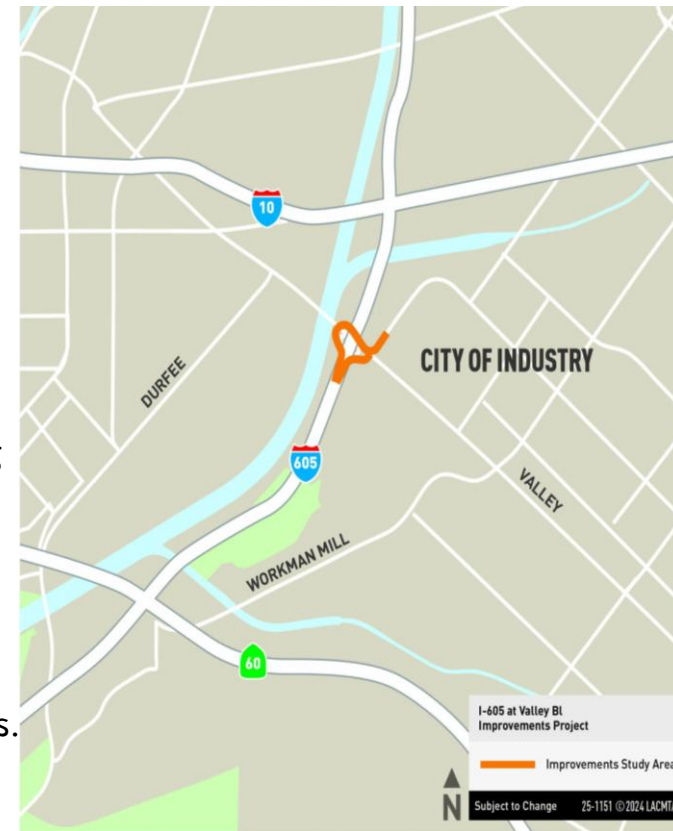 10
CITY OF INDUSTRY
DURFEE
605
VALLEY
WORKMAN MILL
60
s.
I-605 at Valley Bl
Improvements Project
Improvements Study Area
N
Subject to Change 25-1151 ©2024 LACMTA